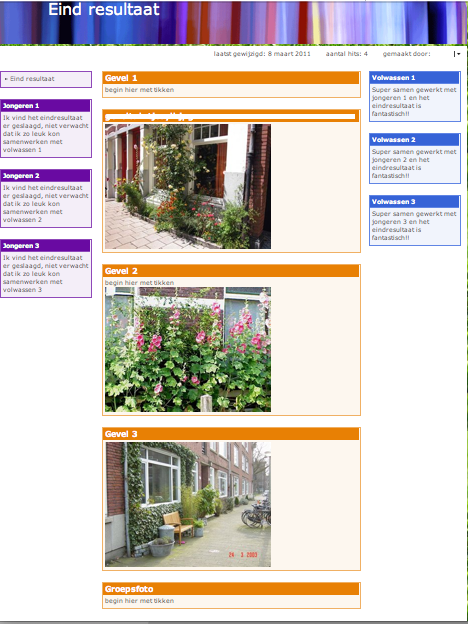 Eind resultaat
laatst gewijzigd: 8 maart 2011 aantal hits: 4 gemaakt door:
Eind resultaat
Jongeren 1
Ik vind het eindresultaat
er geslaagd, niet verwacht
dat ik zo leuk kon
samenwerken met
volwassen 1
Jongeren 2
Ik vind het eindresultaat
er geslaagd, niet verwacht
dat ik zo leuk kon
samenwerken met
volwassen 2
Jongeren 3
Ik vind het eindresultaat
er geslaagd, niet verwacht
dat ik zo leuk kon
samenwerken met
volwassen 3
Gevel 1
begin hier met tikken
Gevel 2
begin hier met tikken
Gevel 3
24 3 2003
Groepsfoto
begin hier met tikken
Volwassen 1
Super samen gewerkt met
jongeren 1 en het
eindresultaat is
fantastisch!!
Volwassen 2
Super samen gewerkt met
jongeren 2 en het
eindresultaat is
fantastisch!!
Volwassen 3
Super samen gewerkt met
jongeren 3 en het
eindresultaat is
fantastisch!!